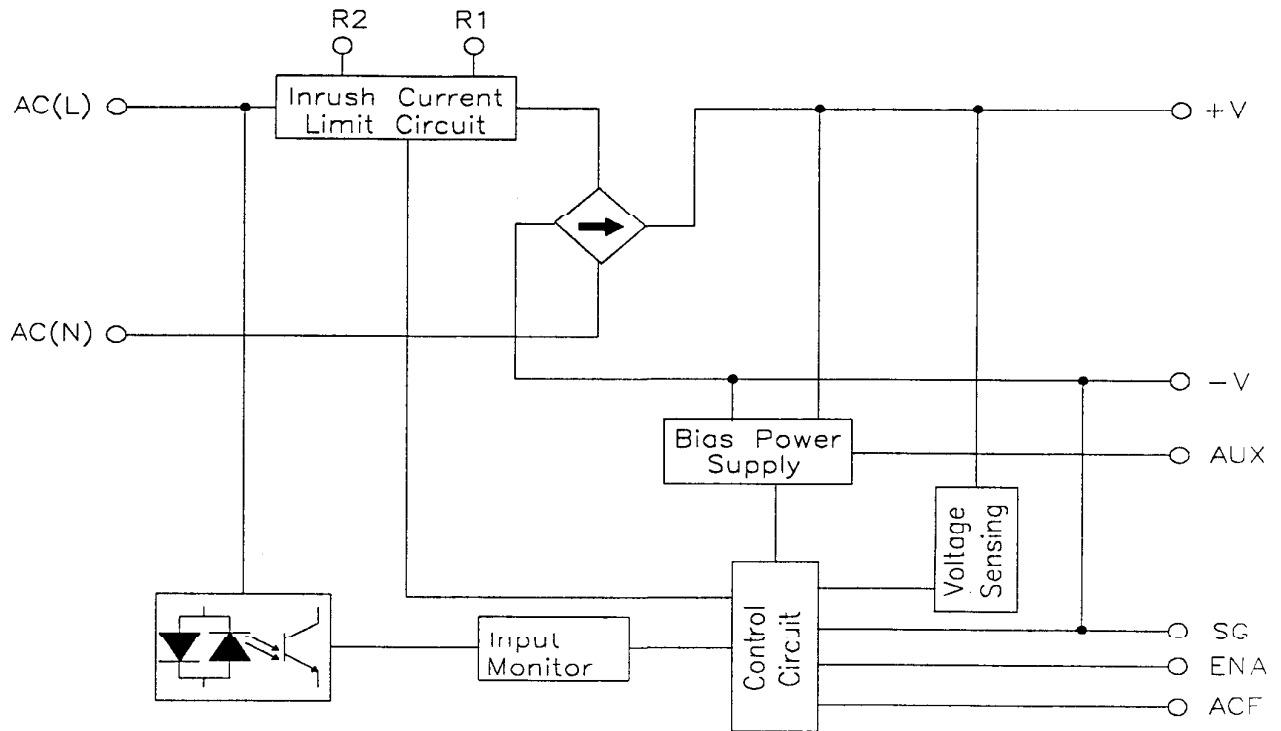 R2
R1
AC(L)
Inrush Current
Limit Circuit
+V
AC(N)
−V
Bias Power
Supply
AUX
Voltage
Sensing
Input
Monitor
Control
Circuit
SG
ENA
ACF